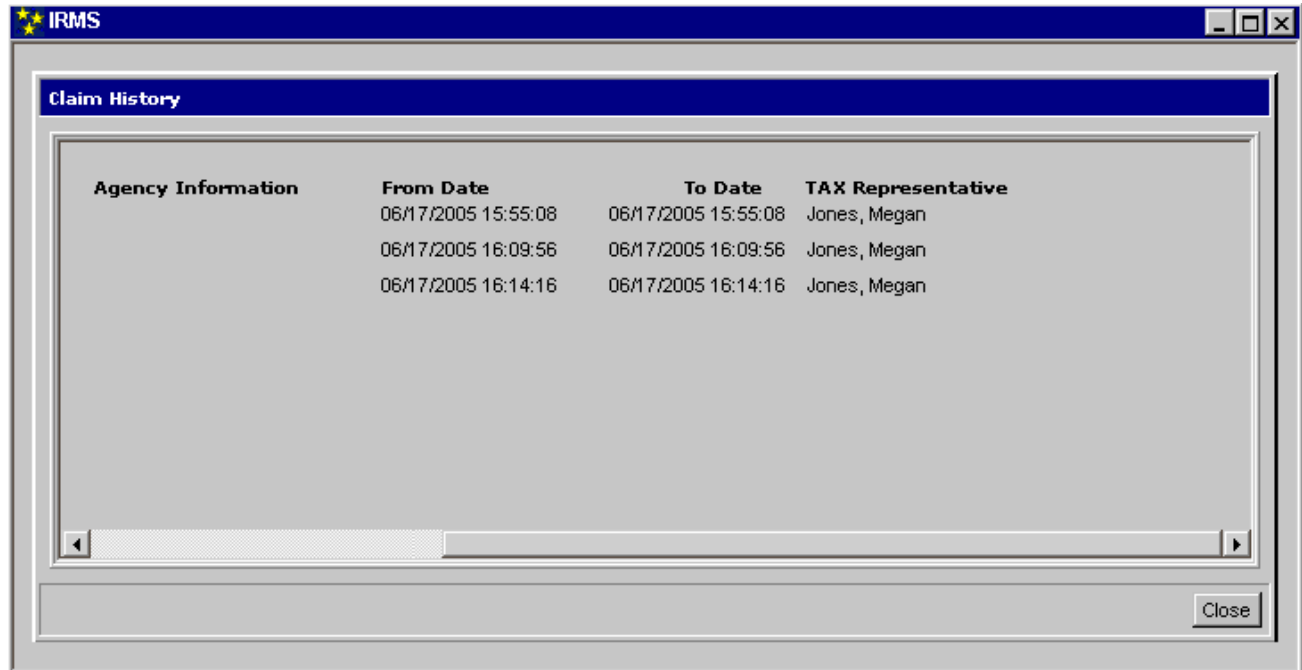 IRMS
Claim History
Agency Information From Date To Date TAX Representative
06/17/2005 15:55:08 06/17/2005 15:55:08 Jones, Megan
06/17/2005 16:09:56 06/17/2005 16:09:56 Jones, Megan
06/17/2005 16:14:16 06/17/2005 16:14:16 Jones, Megan
Close